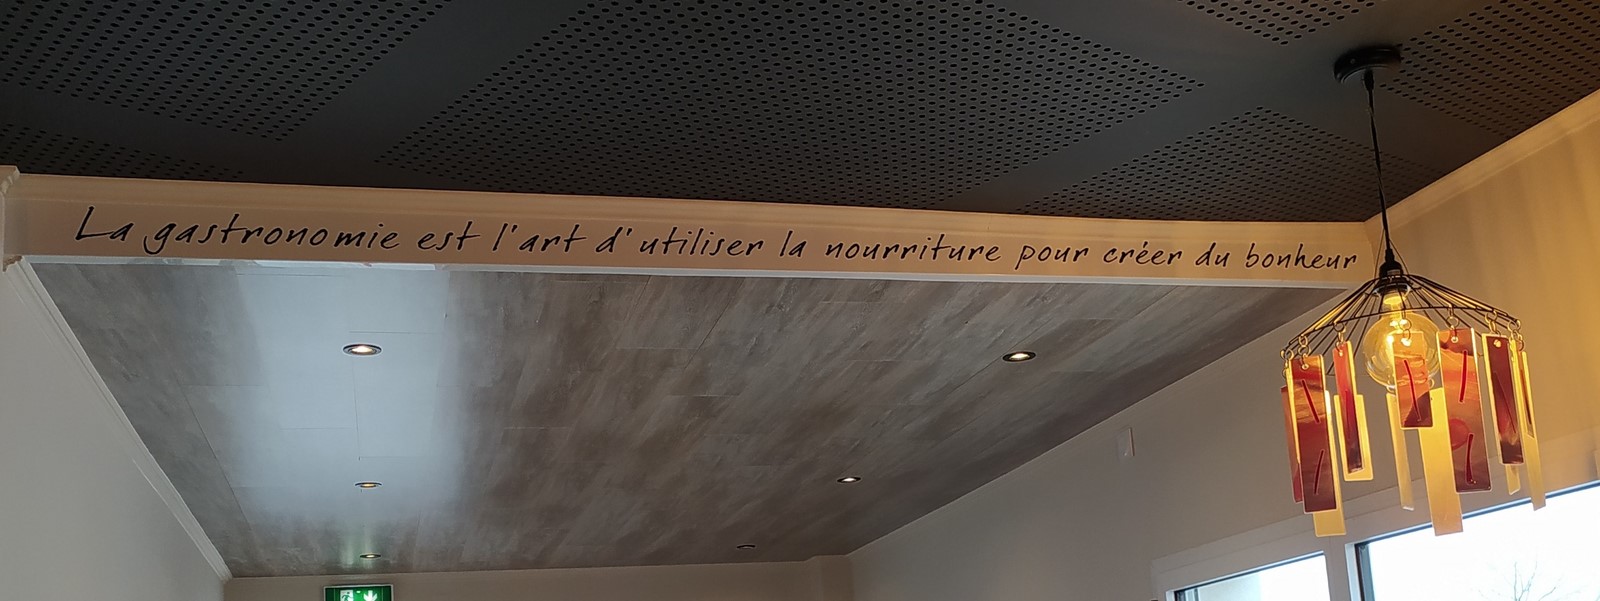 La gastronomie est l'art d'utiliser la nourriture pour créer du bonheur